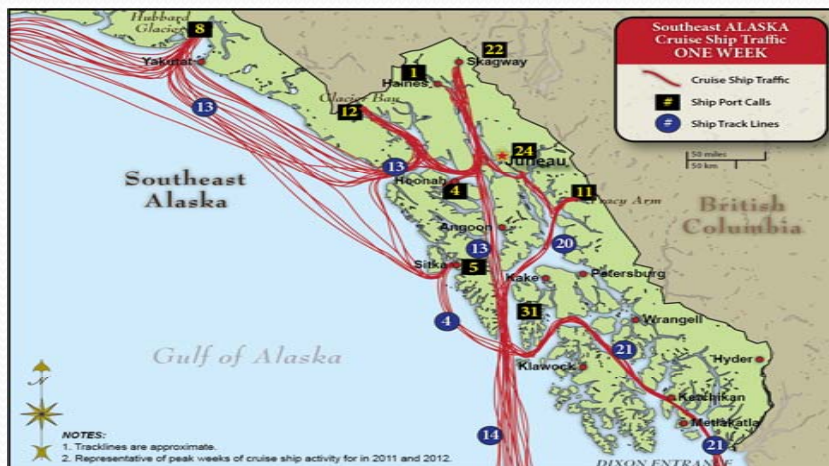 Hubbard
Glacier
8
Yakutat
13
22
Skagway
1
Haines
Glacier Bay
12
24
Juneau
13
Hoonah
4
11
Tracy Arm
Angoon
13
20
Sitka
5
Kake
Petersburg
31
4
Wrangell
21
Klawock
Hyder
Ketchikan
Metlakatla
14
21
DIXON ENTRANCE
Southeast
Alaska
Gulf of Alaska
British
Columbia
Southeast ALASKA
Cruise Ship Traffic
ONE WEEK
Cruise Ship Traffic
# Ship Port Calls
# Ship Track Lines
50 miles
50 km
N
NOTES:
1. Tracklines are approximate.
2. Representative of peak weeks of cruise ship activity for in 2011 and 2012.